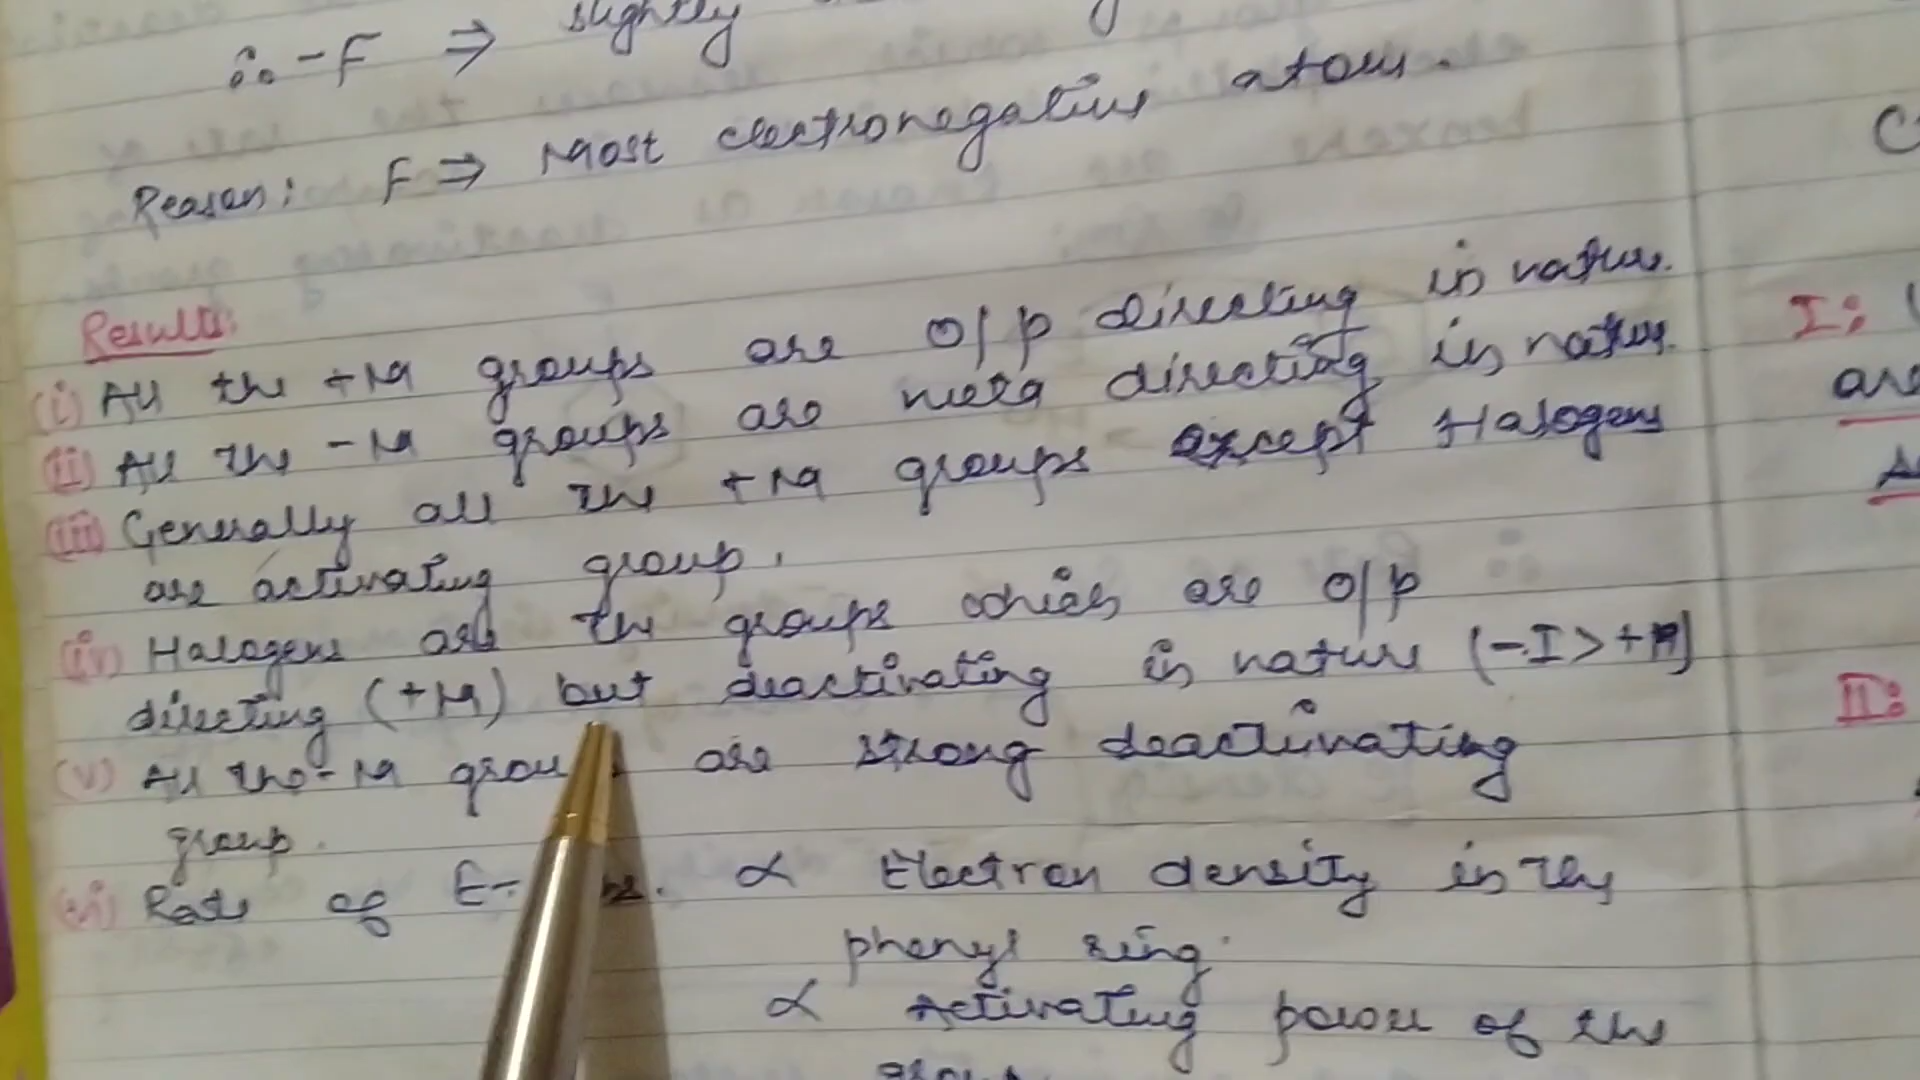 ∴ -F ⇒ slightly
Reason: F ⇒ Most electronegative atom.
Results:
(i) All the +M groups are o/p directing in nature.
(ii) All the -M groups are meta directing in nature.
(iii) Generally all the +M groups except Halogens
are activating group.
(iv) Halogens are the groups which are o/p
directing (+M) but deactivating in nature (-I > +M)
(v) All the -M grou are strong deactivating
group.
(vi) Rate of E- ∝ Electron density in the
phenyl ring.
∝ Activating power of the
group
I:
are
II: